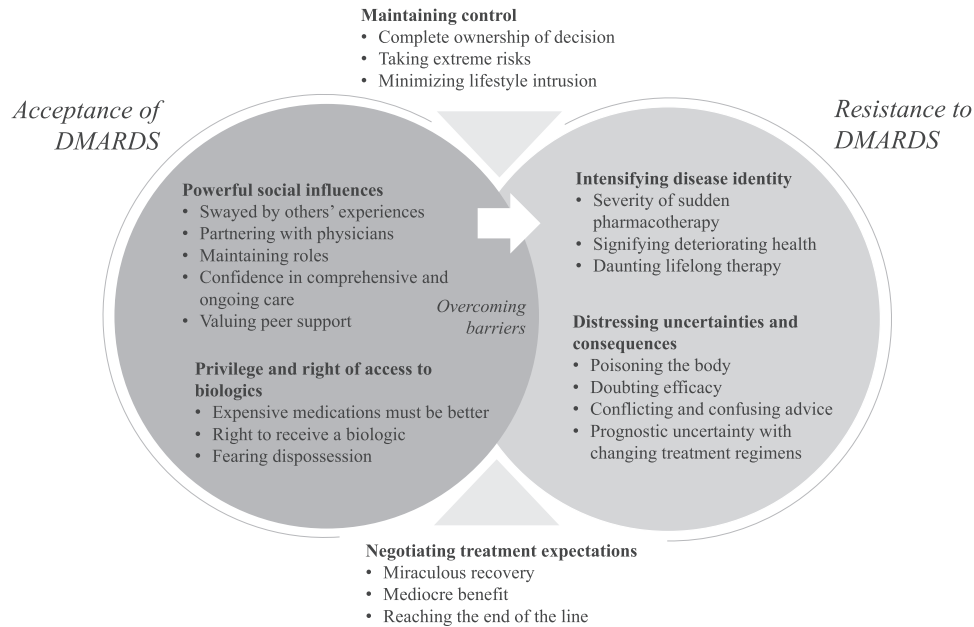 Maintaining control
• Complete ownership of decision
• Taking extreme risks
• Minimizing lifestyle intrusion
Acceptance of
DMARDS
Resistance to
DMARDS
Powerful social influences
• Swayed by others’ experiences
• Partnering with physicians
• Maintaining roles
• Confidence in comprehensive and
ongoing care
• Valuing peer support
Privilege and right of access to
biologics
• Expensive medications must be better
• Right to receive a biologic
• Fearing dispossession
Overcoming
barriers
Intensifying disease identity
• Severity of sudden
pharmacotherapy
• Signifying deteriorating health
• Daunting lifelong therapy
Distressing uncertainties and
consequences
• Poisoning the body
• Doubting efficacy
• Conflicting and confusing advice
• Prognostic uncertainty with
changing treatment regimens
Negotiating treatment expectations
• Miraculous recovery
• Mediocre benefit
• Reaching the end of the line